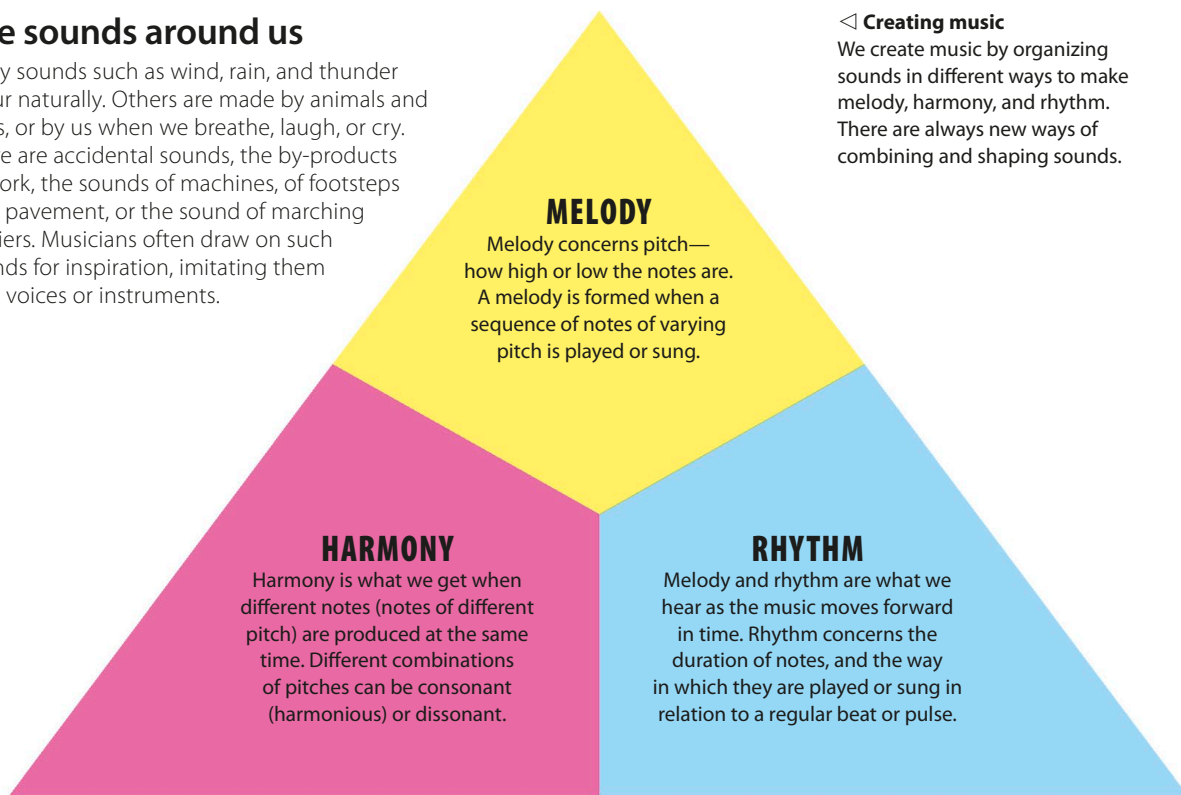 e sounds around us
y sounds such as wind, rain, and thunder
ur naturally. Others are made by animals and
s, or by us when we breathe, laugh, or cry.
re are accidental sounds, the by-products
ork, the sounds of machines, of footsteps
pavement, or the sound of marching
iers. Musicians often draw on such
nds for inspiration, imitating them
voices or instruments.
◁ Creating music
We create music by organizing
sounds in different ways to make
melody, harmony, and rhythm.
There are always new ways of
combining and shaping sounds.
MELODY
Melody concerns pitch—
how high or low the notes are.
A melody is formed when a
sequence of notes of varying
pitch is played or sung.
HARMONY
Harmony is what we get when
different notes (notes of different
pitch) are produced at the same
time. Different combinations
of pitches can be consonant
(harmonious) or dissonant.
RHYTHM
Melody and rhythm are what we
hear as the music moves forward
in time. Rhythm concerns the
duration of notes, and the way
in which they are played or sung in
relation to a regular beat or pulse.